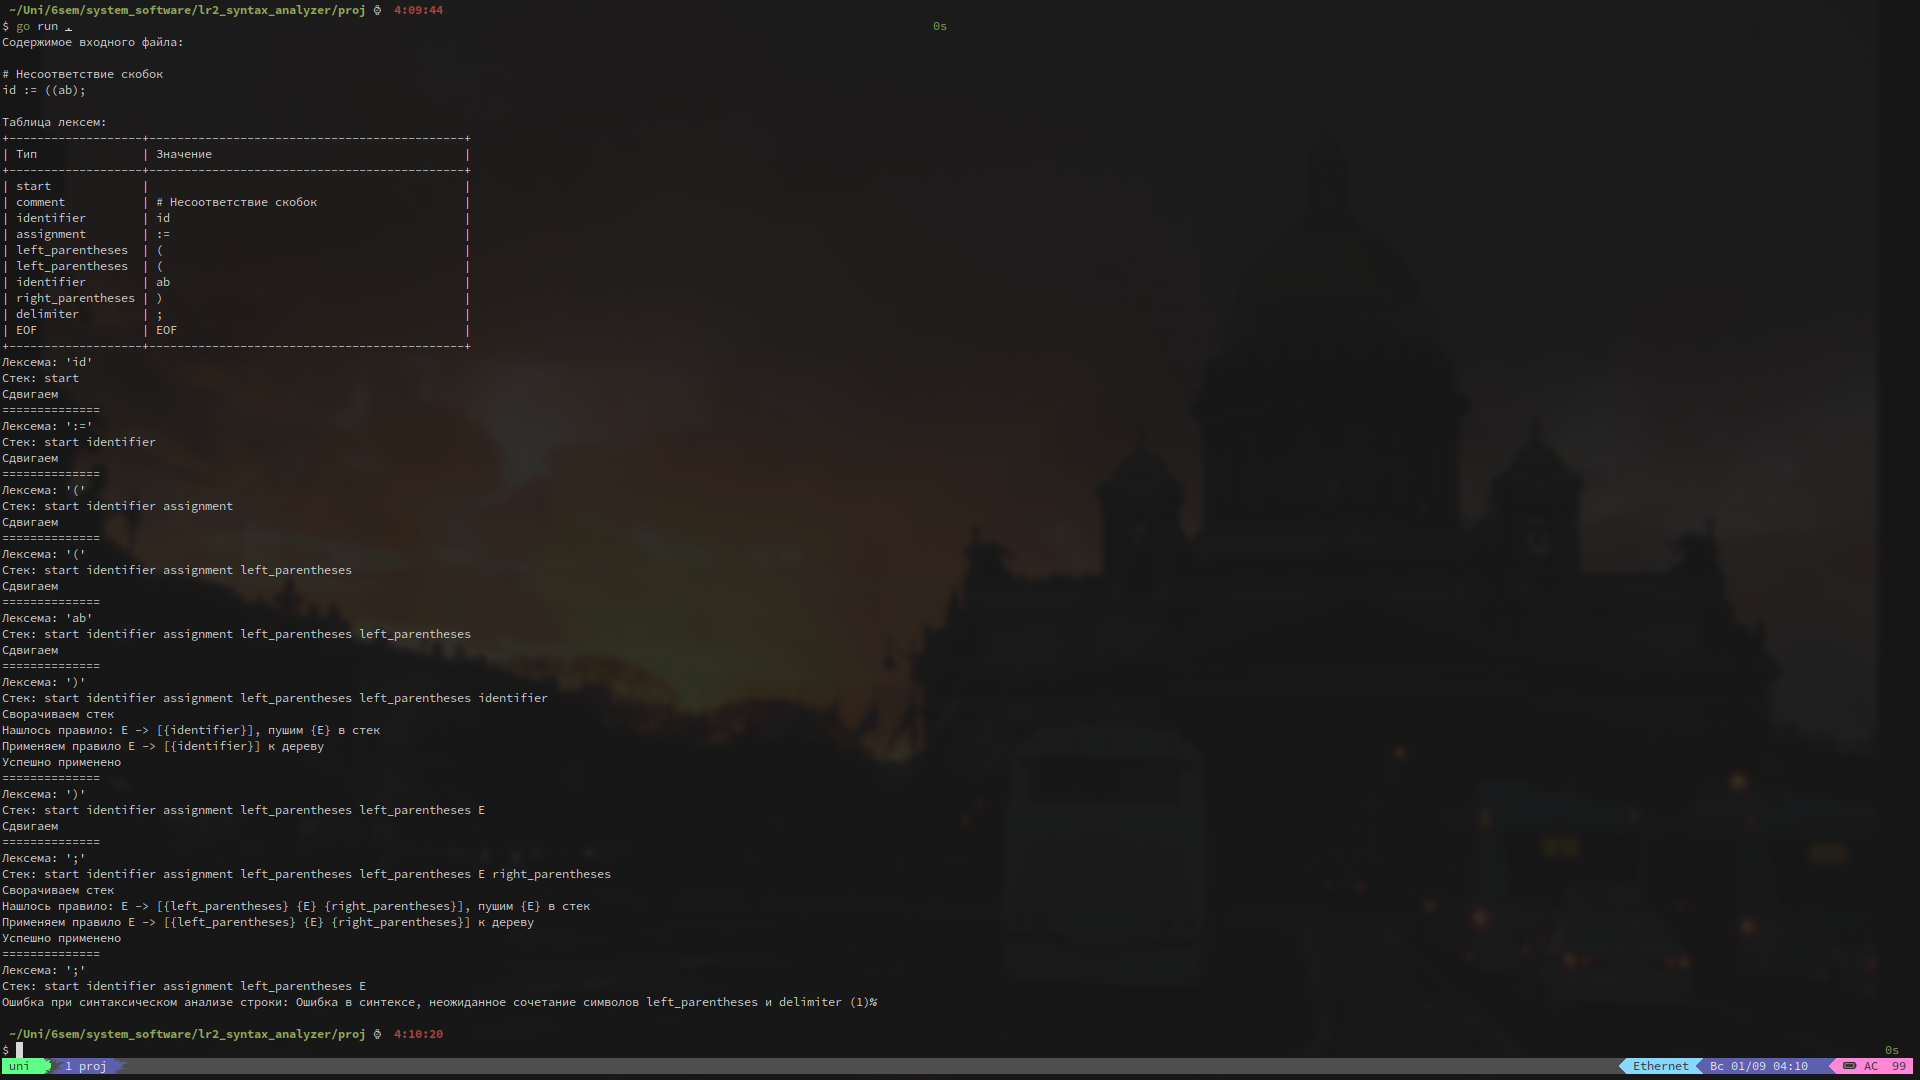 ~/Uni/6sem/system_software/lr2_syntax_analyzer/proj 4:09:44
$ go run . 0s
Содержимое входного файла:
# Несоответствие скобок
id := ((ab);
Таблица лексем:
+-------------------+---------------------------------------------+
| Тип | Значение |
+-------------------+---------------------------------------------+
| start | |
| comment | # Несоответствие скобок |
| identifier | id |
| assignment | := |
| left_parentheses | ( |
| left_parentheses | ( |
| identifier | ab |
| right_parentheses | ) |
| delimiter | ; |
| EOF | EOF |
+-------------------+---------------------------------------------+
Лексема: 'id'
Стек: start
Сдвигаем
==============
Лексема: ':='
Стек: start identifier
Сдвигаем
==============
Лексема: '('
Стек: start identifier assignment
Сдвигаем
==============
Лексема: '('
Стек: start identifier assignment left_parentheses
Сдвигаем
==============
Лексема: 'ab'
Стек: start identifier assignment left_parentheses left_parentheses
Сдвигаем
==============
Лексема: ')'
Стек: start identifier assignment left_parentheses left_parentheses identifier
Сворачиваем стек
Нашлось правило: E -> [{identifier}], пушим {E} в стек
Применяем правило E -> [{identifier}] к дереву
Успешно применено
==============
Лексема: ')'
Стек: start identifier assignment left_parentheses left_parentheses E
Сдвигаем
==============
Лексема: ';'
Стек: start identifier assignment left_parentheses left_parentheses E right_parentheses
Сворачиваем стек
Нашлось правило: E -> [{left_parentheses} {E} {right_parentheses}], пушим {E} в стек
Применяем правило E -> [{left_parentheses} {E} {right_parentheses}] к дереву
Успешно применено
==============
Лексема: ';'
Стек: start identifier assignment left_parentheses E
Ошибка при синтаксическом анализе строки: Ошибка в синтексе, неожиданное сочетание символов left_parentheses и delimiter (1)%
~/Uni/6sem/system_software/lr2_syntax_analyzer/proj 4:10:20
$ 0s
uni 1 proj Ethernet Вс 01/09 04:10 AC 99